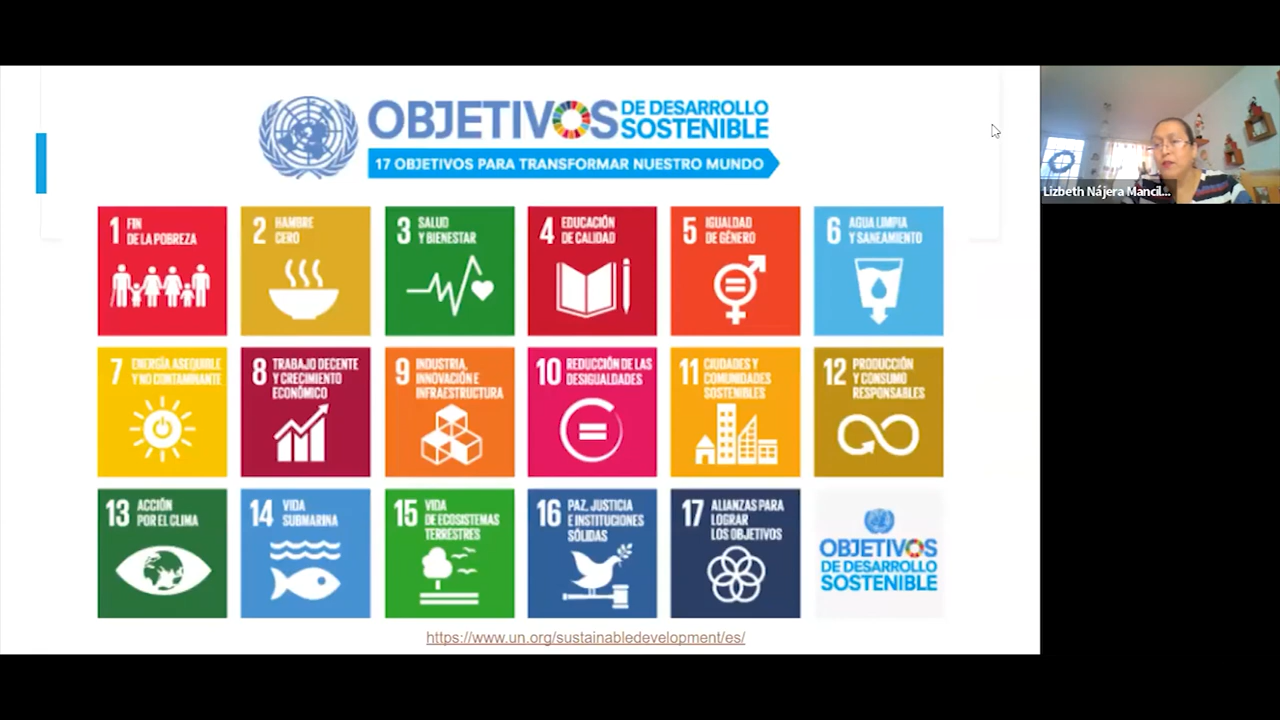 OBJETIVOS DE DESARROLLO
SOSTENIBLE
17 OBJETIVOS PARA TRANSFORMAR NUESTRO MUNDO
Lizbeth Nájera Mancil...
1 FIN
DE LA POBREZA
2 HAMBRE
CERO
3 SALUD
Y BIENESTAR
4 EDUCACIÓN
DE CALIDAD
5 IGUALDAD
DE GÉNERO
6 AGUA LIMPIA
Y SANEAMIENTO
7 ENERGÍA ASEQUIBLE
Y NO CONTAMINANTE
8 TRABAJO DECENTE
Y CRECIMIENTO
ECONÓMICO
9 INDUSTRIA,
INNOVACIÓN E
INFRAESTRUCTURA
10 REDUCCIÓN DE LAS
DESIGUALDADES
11 CIUDADES Y
COMUNIDADES
SOSTENIBLES
12 PRODUCCIÓN
Y CONSUMO
RESPONSABLES
13 ACCIÓN
POR EL CLIMA
14 VIDA
SUBMARINA
15 VIDA
DE ECOSISTEMAS
TERRESTRES
16 PAZ, JUSTICIA
E INSTITUCIONES
SÓLIDAS
17 ALIANZAS PARA
LOGRAR
LOS OBJETIVOS
OBJETIVOS
DE DESARROLLO
SOSTENIBLE
https://www.un.org/sustainabledevelopment/es/